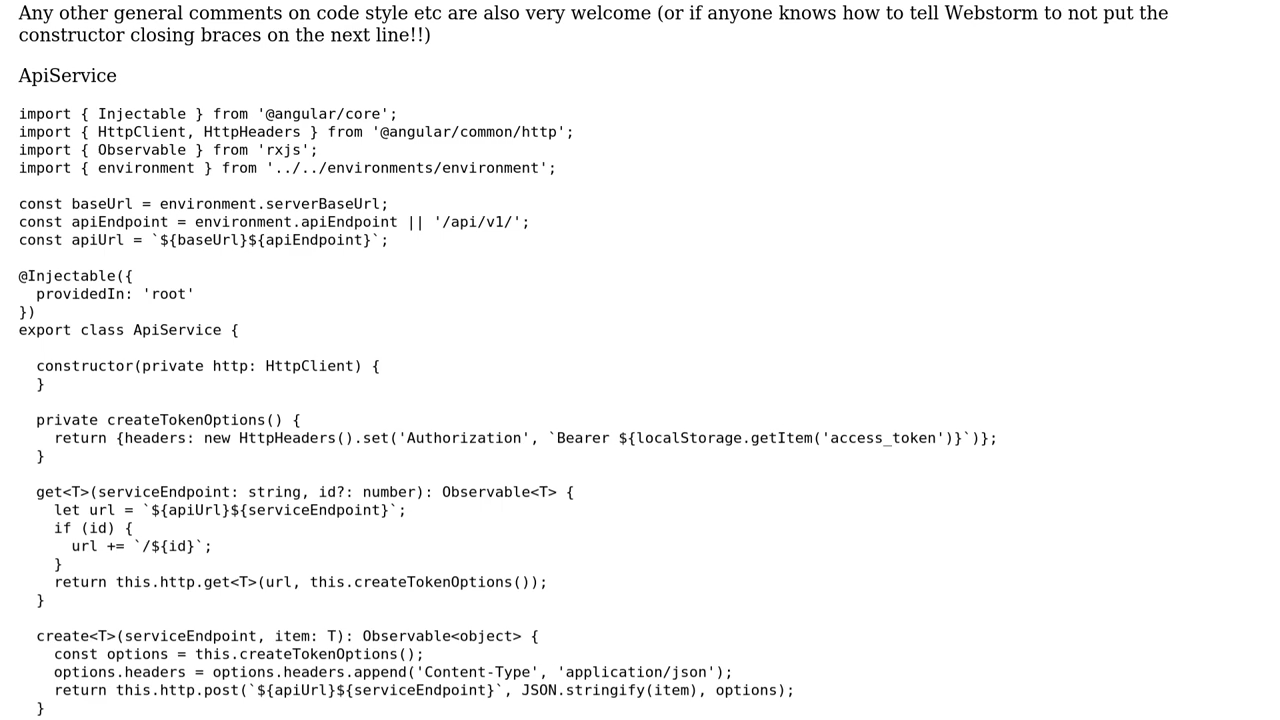 Any other general comments on code style etc are also very welcome (or if anyone knows how to tell Webstorm to not put the
constructor closing braces on the next line!!)
ApiService
import { Injectable } from '@angular/core';
import { HttpClient, HttpHeaders } from '@angular/common/http';
import { Observable } from 'rxjs';
import { environment } from '../../environments/environment';
const baseUrl = environment.serverBaseUrl;
const apiEndpoint = environment.apiEndpoint || '/api/v1/';
const apiUrl = `${baseUrl}${apiEndpoint}`;
@Injectable({
  providedIn: 'root'
})
export class ApiService {
  constructor(private http: HttpClient) {
  }
  private createTokenOptions() {
    return {headers: new HttpHeaders().set('Authorization', `Bearer ${localStorage.getItem('access_token')}`)};
  }
  get<T>(serviceEndpoint: string, id?: number): Observable<T> {
    let url = `${apiUrl}${serviceEndpoint}`;
    if (id) {
      url += `/${id}`;
    }
    return this.http.get<T>(url, this.createTokenOptions());
  }
  create<T>(serviceEndpoint, item: T): Observable<object> {
    const options = this.createTokenOptions();
    options.headers = options.headers.append('Content-Type', 'application/json');
    return this.http.post(`${apiUrl}${serviceEndpoint}`, JSON.stringify(item), options);
  }